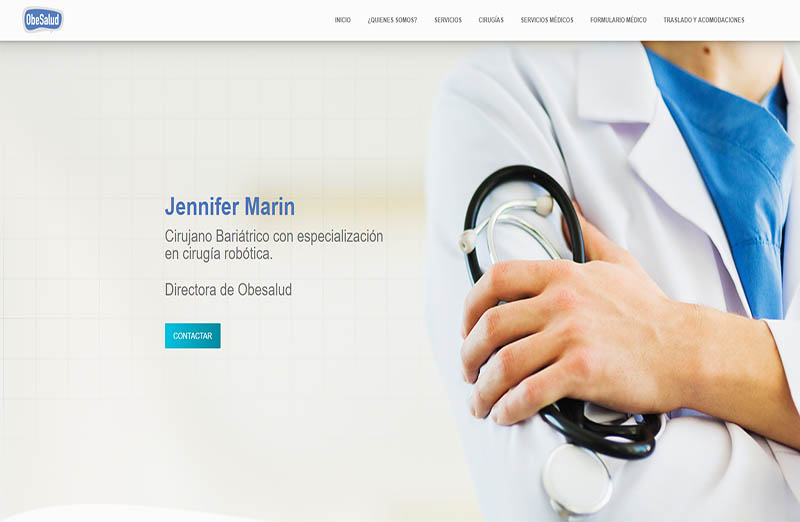 ObeSalud
INICIO ¿QUIENES SOMOS? SERVICIOS CIRUGÍAS SERVICIOS MÉDICOS FORMULARIO MÉDICO TRASLADO Y ACOMODACIONES
Jennifer Marin
Cirujano Bariátrico con especialización
en cirugía robótica.
Directora de Obesalud
CONTACTAR